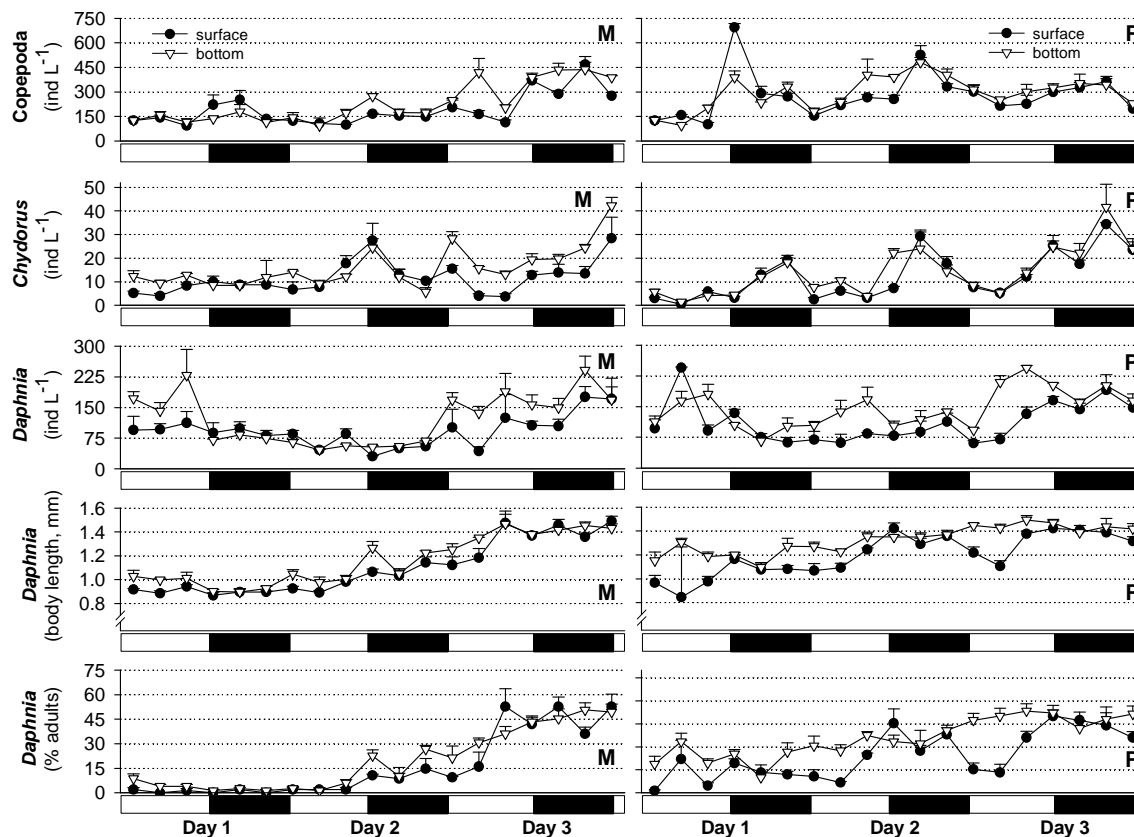 Copepoda
(ind L-1)
750
600
450
300
150
0
surface
bottom
M
surface
bottom
Chydorus
(ind L-1)
50
40
30
20
10
0
M
Daphnia
(ind L-1)
300
225
150
75
0
M
Daphnia
(body length, mm)
1.6
1.4
1.2
1.0
0.8
M
Daphnia
(% adults)
75
60
45
30
15
0
M
Day 1
Day 2
Day 3
Day 1
Day 2
Day 3